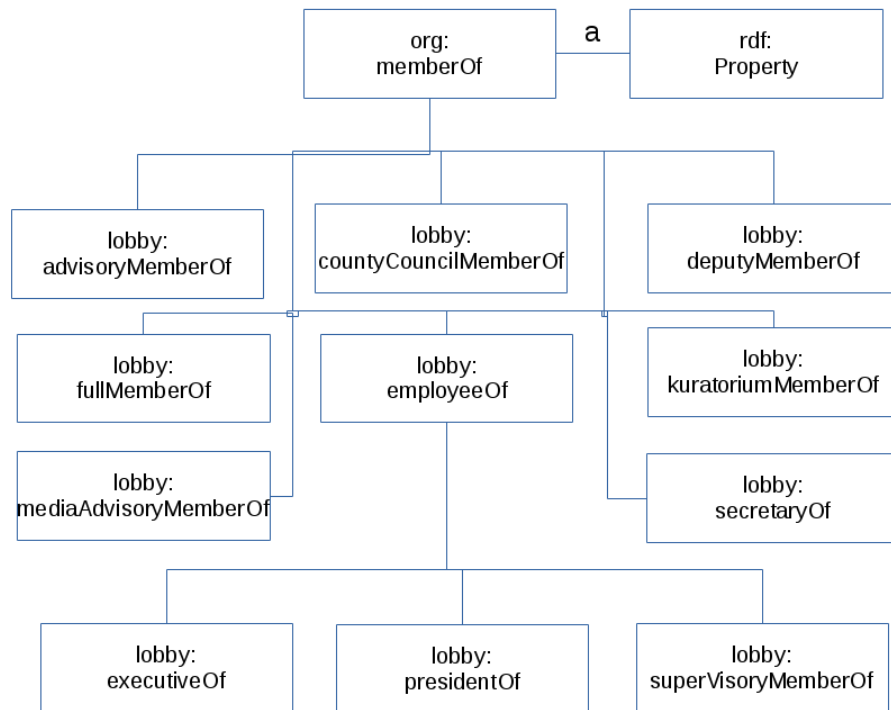 org:
memberOf
a
rdf:
Property
lobby:
advisoryMemberOf
lobby:
countyCouncilMemberOf
lobby:
deputyMemberOf
lobby:
fullMemberOf
lobby:
employeeOf
lobby:
kuratoriumMemberOf
lobby:
mediaAdvisoryMemberOf
lobby:
secretaryOf
lobby:
executiveOf
lobby:
presidentOf
lobby:
superVisoryMemberOf